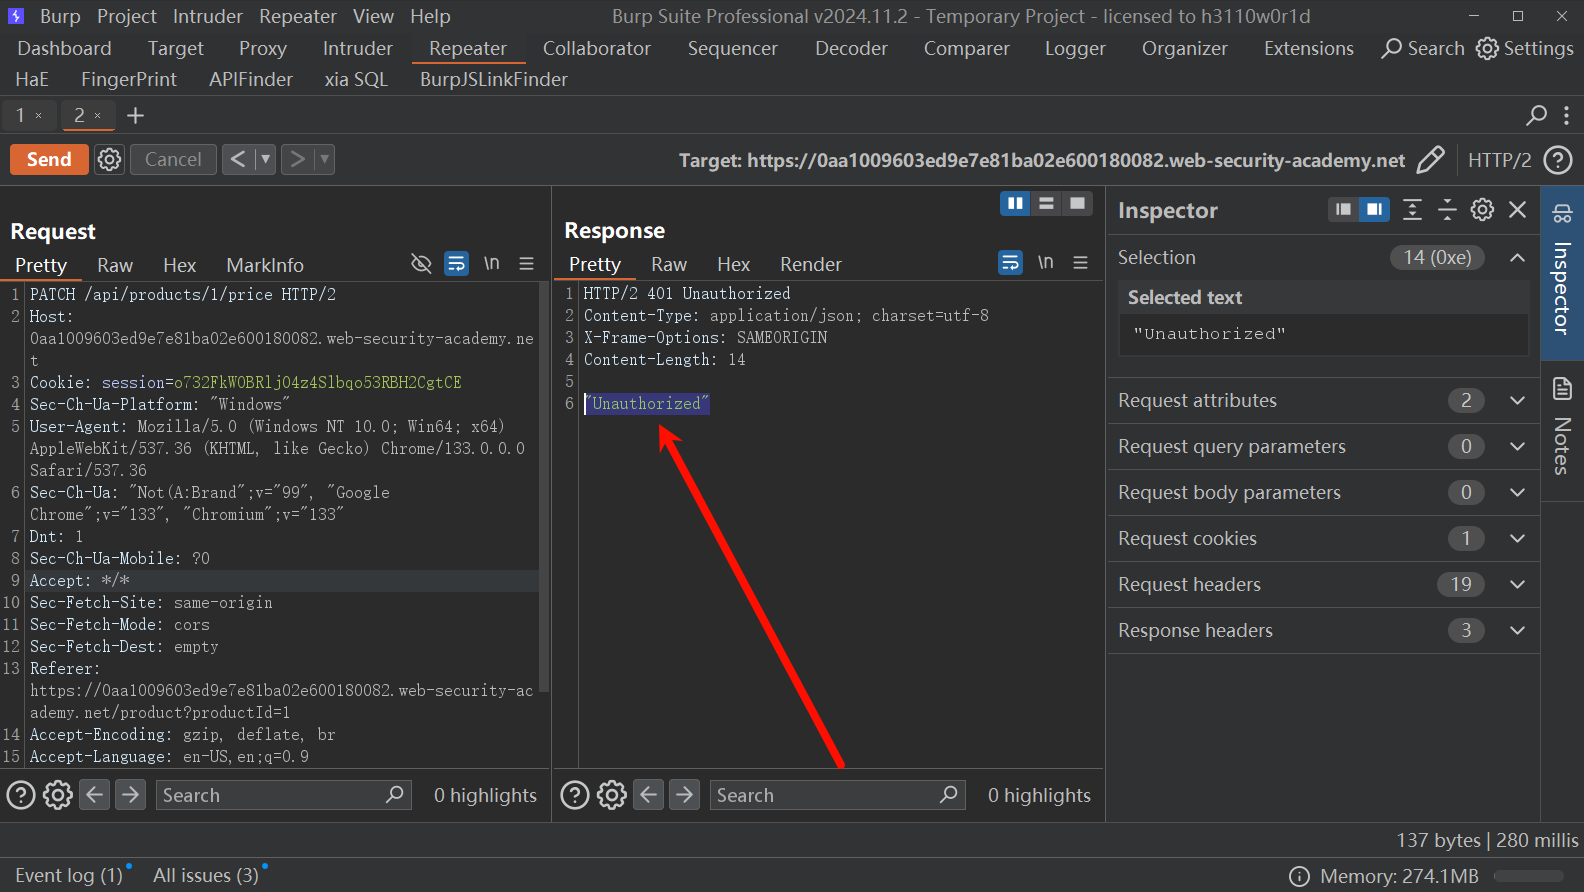 Burp Project Intruder Repeater View Help Burp Suite Professional v2024.11.2 - Temporary Project - licensed to h3110w0r1d
Dashboard Target Proxy Intruder Repeater Collaborator Sequencer Decoder Comparer Logger Organizer Extensions Search Settings
HaE FingerPrint APIFinder xia SQL BurpJSLinkFinder
1 × 2 × +
Send Cancel < > Target: https://0aa1009603ed9e7e81ba02e600180082.web-security-academy.net HTTP/2 ?
Request
Pretty Raw Hex MarkInfo \n
1 PATCH /api/products/1/price HTTP/2
2 Host:
0aa1009603ed9e7e81ba02e600180082.web-security-academy.ne
t
3 Cookie: session=o732FkWOBRlj04z4Slbqo53RBH2CgtCE
4 Sec-Ch-Ua-Platform: "Windows"
5 User-Agent: Mozilla/5.0 (Windows NT 10.0; Win64; x64)
AppleWebKit/537.36 (KHTML, like Gecko) Chrome/133.0.0.0
Safari/537.36
6 Sec-Ch-Ua: "Not(A:Brand";v="99", "Google
Chrome";v="133", "Chromium";v="133"
7 Dnt: 1
8 Sec-Ch-Ua-Mobile: ?0
9 Accept: */*
10 Sec-Fetch-Site: same-origin
11 Sec-Fetch-Mode: cors
12 Sec-Fetch-Dest: empty
13 Referer:
https://0aa1009603ed9e7e81ba02e600180082.web-security-ac
ademy.net/product?productId=1
14 Accept-Encoding: gzip, deflate, br
15 Accept-Language: en-US,en;q=0.9
? Search 0 highlights
Response
Pretty Raw Hex Render \n
1 HTTP/2 401 Unauthorized
2 Content-Type: application/json; charset=utf-8
3 X-Frame-Options: SAMEORIGIN
4 Content-Length: 14
5
6 "Unauthorized"
? Search 0 highlights
Inspector
Selection 14 (0xe)
Selected text
"Unauthorized"
Request attributes 2
Request query parameters 0
Request body parameters 0
Request cookies 1
Request headers 19
Response headers 3
Inspector
Notes
137 bytes | 280 millis
Event log (1) All issues (3) Memory: 274.1MB